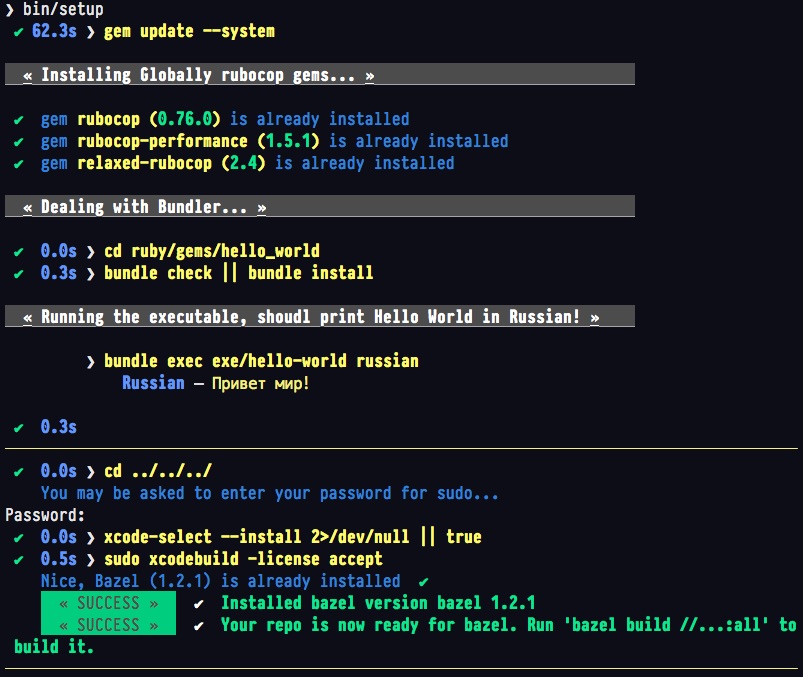 ❯ bin/setup
✔ 62.3s ❯ gem update --system
« Installing Globally rubocop gems... »
✔ gem rubocop (0.76.0) is already installed
✔ gem rubocop-performance (1.5.1) is already installed
✔ gem relaxed-rubocop (2.4) is already installed
« Dealing with Bundler... »
✔ 0.0s ❯ cd ruby/gems/hello_world
✔ 0.3s ❯ bundle check || bundle install
« Running the executable, shoudl print Hello World in Russian! »
❯ bundle exec exe/hello-world russian
Russian — Привет мир!
✔ 0.3s
✔ 0.0s ❯ cd ../../../
You may be asked to enter your password for sudo...
Password:
✔ 0.0s ❯ xcode-select --install 2>/dev/null || true
✔ 0.5s ❯ sudo xcodebuild -license accept
Nice, Bazel (1.2.1) is already installed ✔
« SUCCESS » ✔ Installed bazel version bazel 1.2.1
« SUCCESS » ✔ Your repo is now ready for bazel. Run 'bazel build //...:all' to
build it.